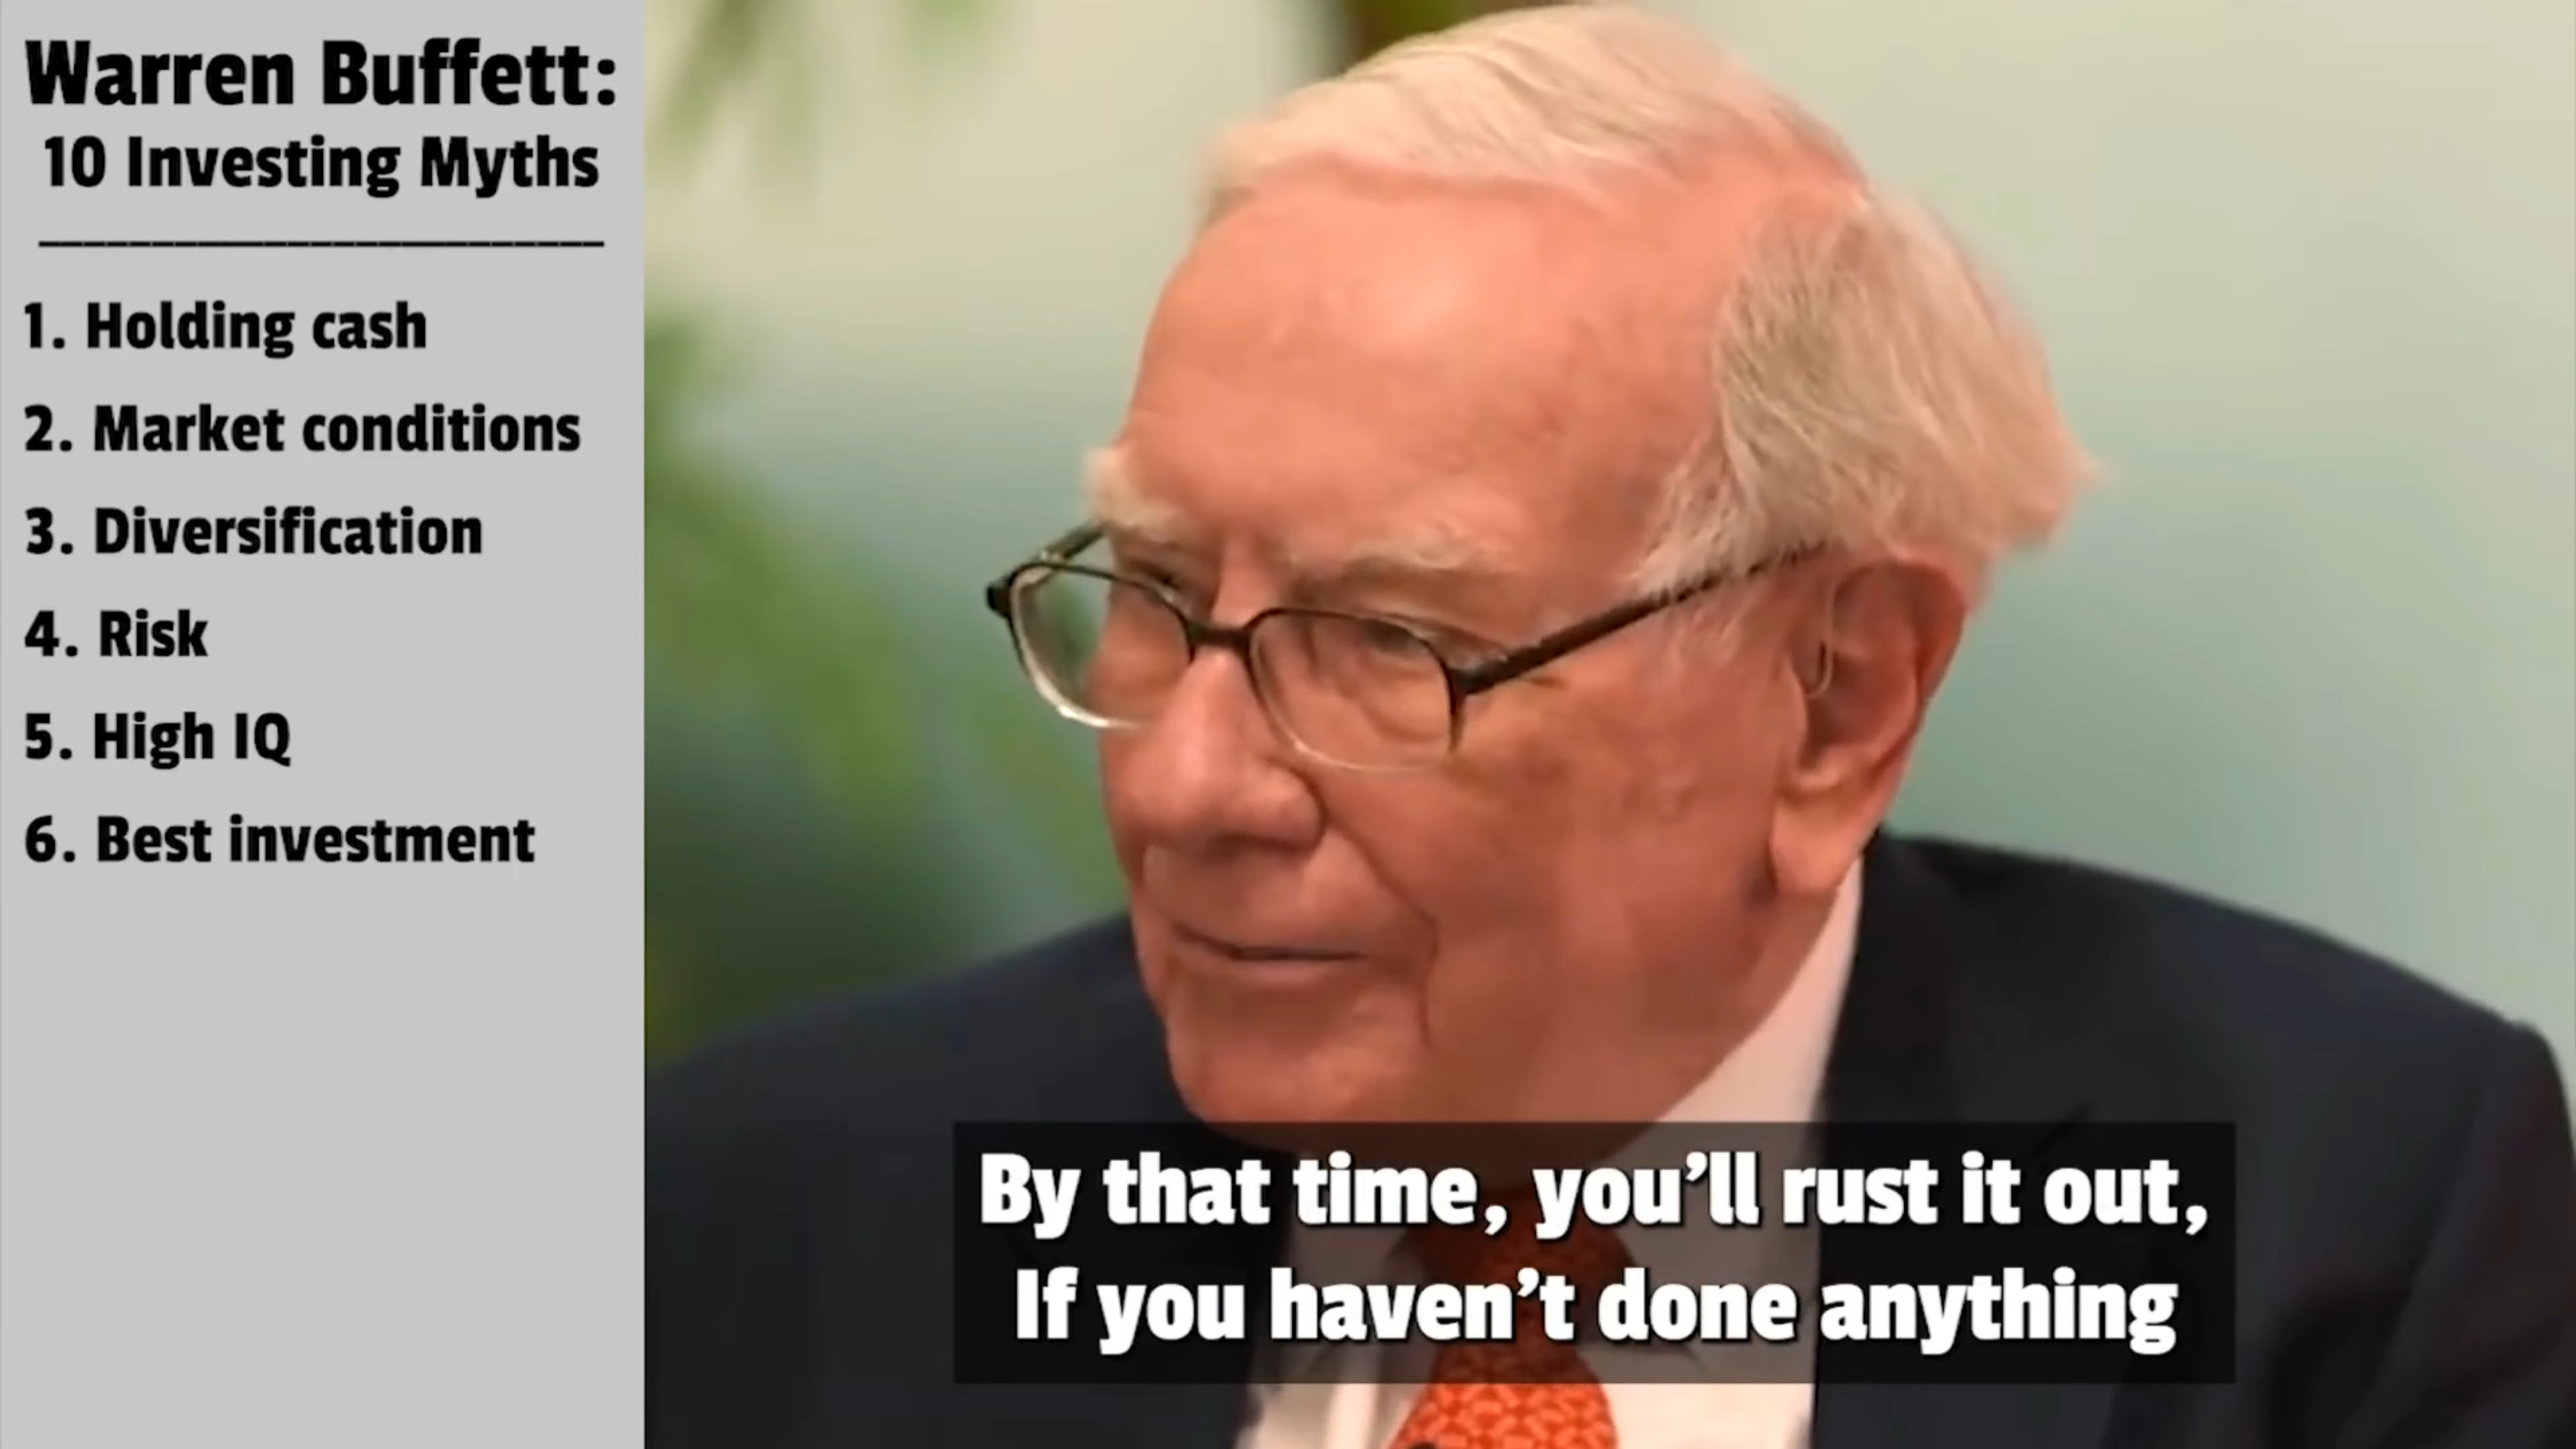 Warren Buffett:
10 Investing Myths
1. Holding cash
2. Market conditions
3. Diversification
4. Risk
5. High IQ
6. Best investment
By that time, you’ll rust it out,
If you haven’t done anything